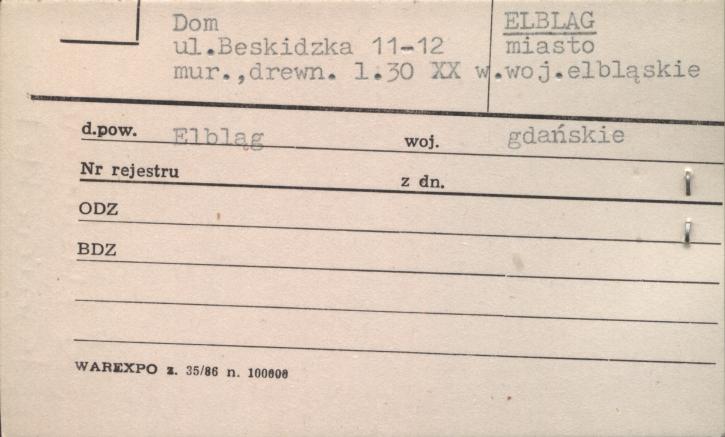 Dom
ELBLĄG
ul.Beskidzka 11-12
miasto
mur.,drewn. l.30 XX w.woj.elbląskie
d.pow. Elbląg woj. gdańskie
Nr rejestru z dn.
ODZ
BDZ
WAREXPO z. 35/86 n. 100000